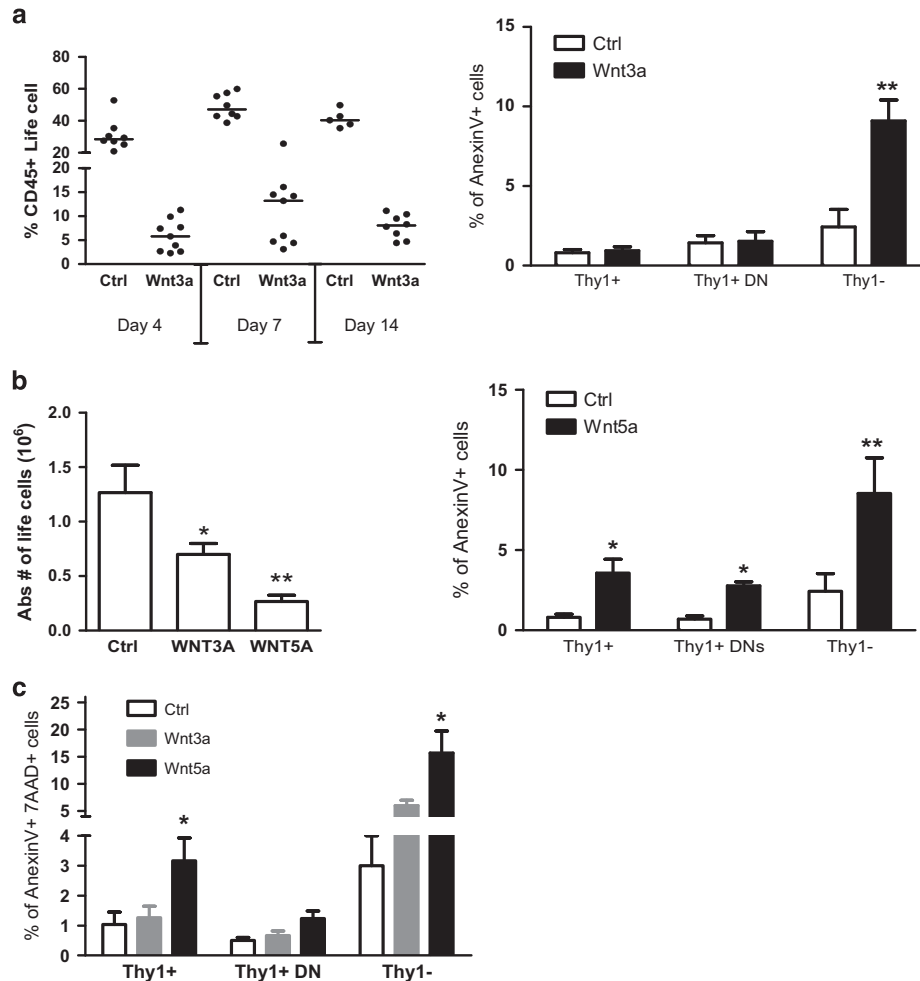 a
% CD45+ Life cell
80
60
40
20
20
15
10
5
0
Ctrl Wnt3a Ctrl Wnt3a Ctrl Wnt3a
Day 4 Day 7 Day 14
% of AnexinV+ cells
15
10
5
0
Ctrl
Wnt3a
**
Thy1+ Thy1+ DN Thy1-
b
Abs # of life cells (10⁶)
2.0
1.5
1.0
0.5
0.0
*
**
Ctrl WNT3A WNT5A
% of AnexinV+ cells
15
10
5
0
Ctrl
Wnt5a
*
*
**
Thy1+ Thy1+ DNs Thy1-
c
% of AnexinV+ 7AAD+ cells
25
20
15
10
5
4
3
2
1
0
Ctrl
Wnt3a
Wnt5a
*
*
Thy1+ Thy1+ DN Thy1-